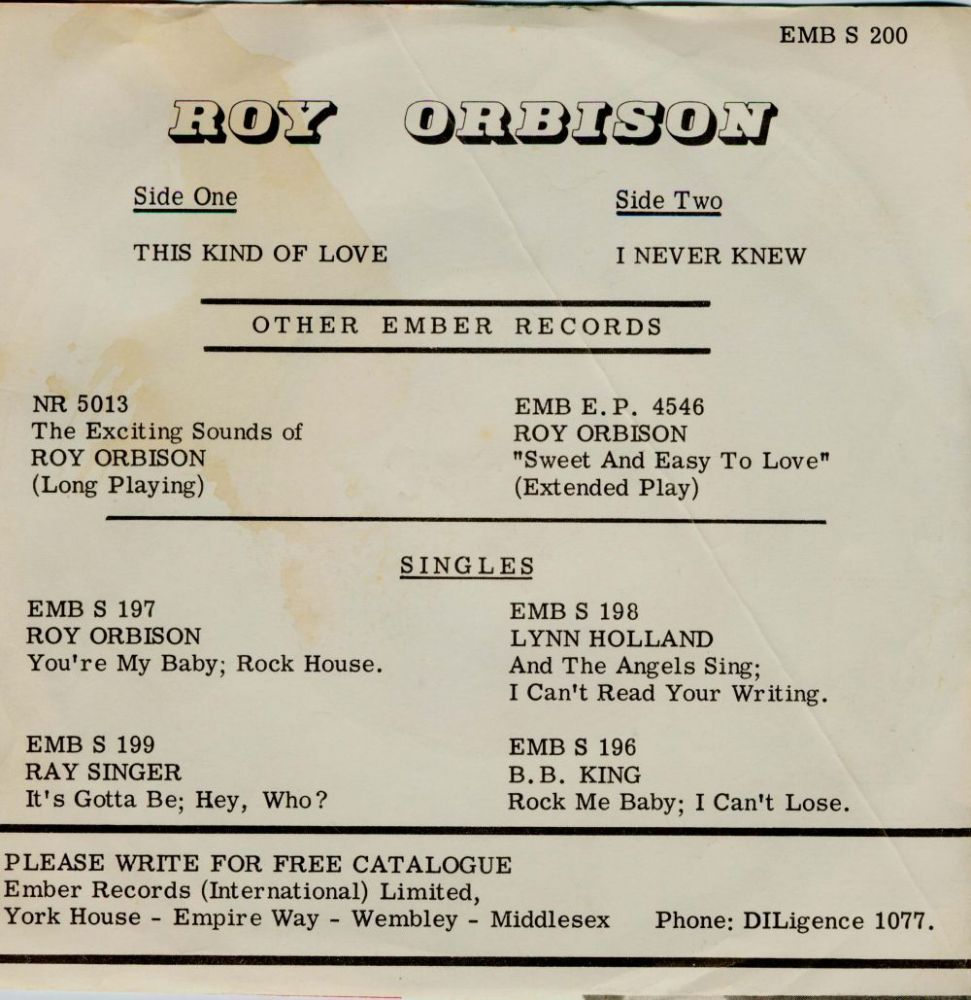 EMB S 200
ROY ORBISON
Side One
THIS KIND OF LOVE
Side Two
I NEVER KNEW
OTHER EMBER RECORDS
NR 5013
The Exciting Sounds of
ROY ORBISON
(Long Playing)
EMB E.P. 4546
ROY ORBISON
"Sweet And Easy To Love"
(Extended Play)
SINGLES
EMB S 197
ROY ORBISON
You're My Baby; Rock House.
EMB S 198
LYNN HOLLAND
And The Angels Sing;
I Can't Read Your Writing.
EMB S 199
RAY SINGER
It's Gotta Be; Hey, Who?
EMB S 196
B.B. KING
Rock Me Baby; I Can't Lose.
PLEASE WRITE FOR FREE CATALOGUE
Ember Records (International) Limited,
York House - Empire Way - Wembley - Middlesex Phone: DILigence 1077.